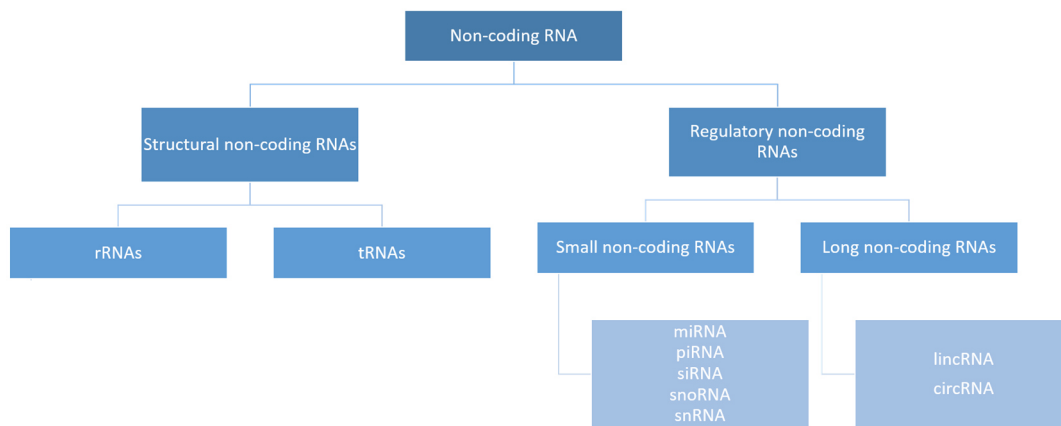 Non-coding RNA
Structural non-coding RNAs
Regulatory non-coding
RNAs
rRNAs
tRNAs
Small non-coding RNAs
Long non-coding RNAs
miRNA
piRNA
siRNA
snoRNA
snRNA
lincRNA
circRNA